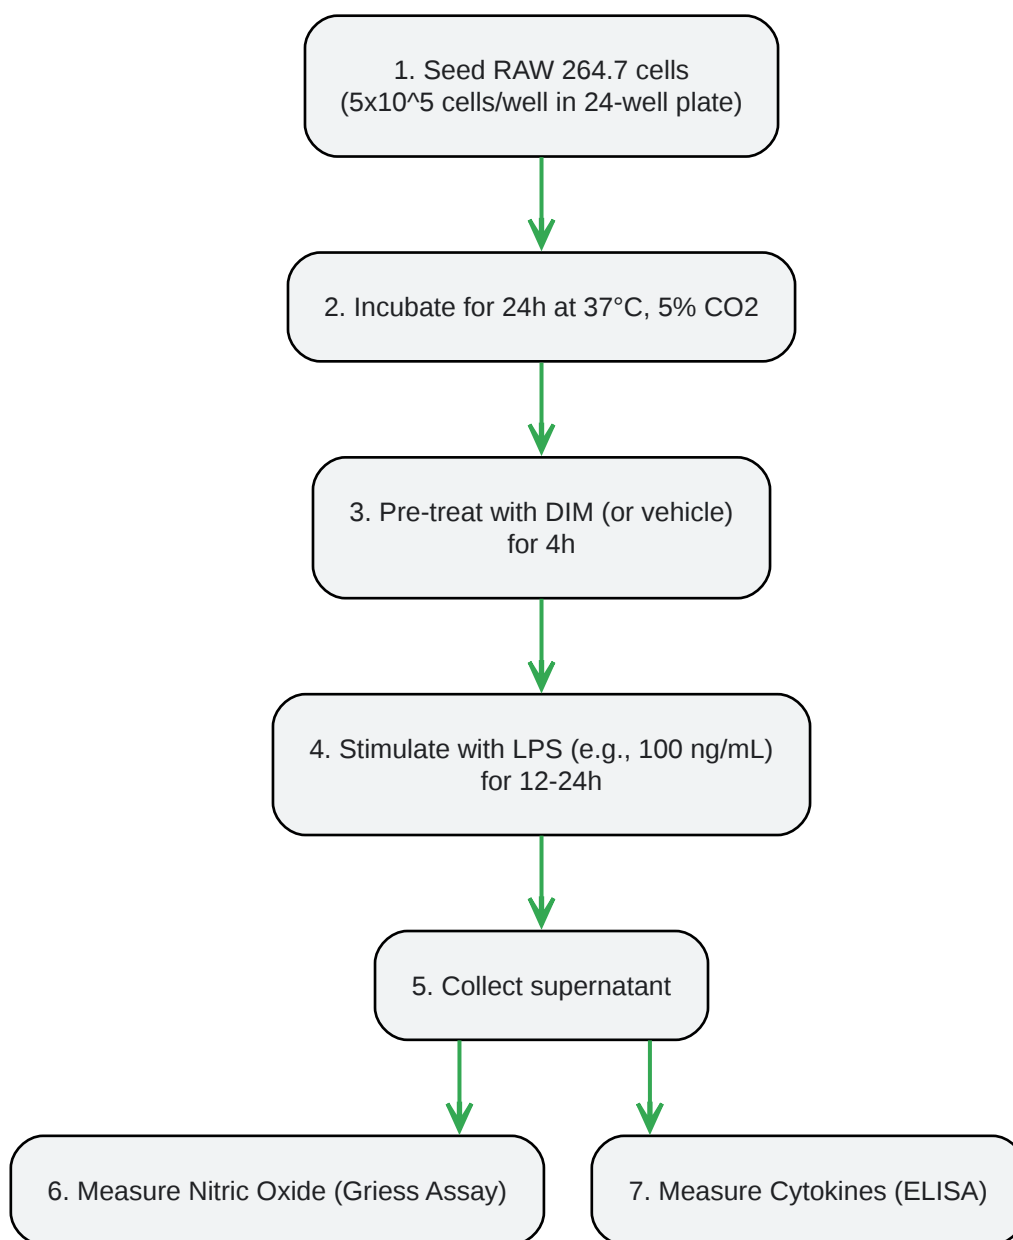 1. Seed RAW 264.7 cells
(5x10^5 cells/well in 24-well plate)
2. Incubate for 24h at 37°C, 5% CO2
3. Pre-treat with DIM (or vehicle)
for 4h
4. Stimulate with LPS (e.g., 100 ng/mL)
for 12-24h
5. Collect supernatant
6. Measure Nitric Oxide (Griess Assay)
7. Measure Cytokines (ELISA)